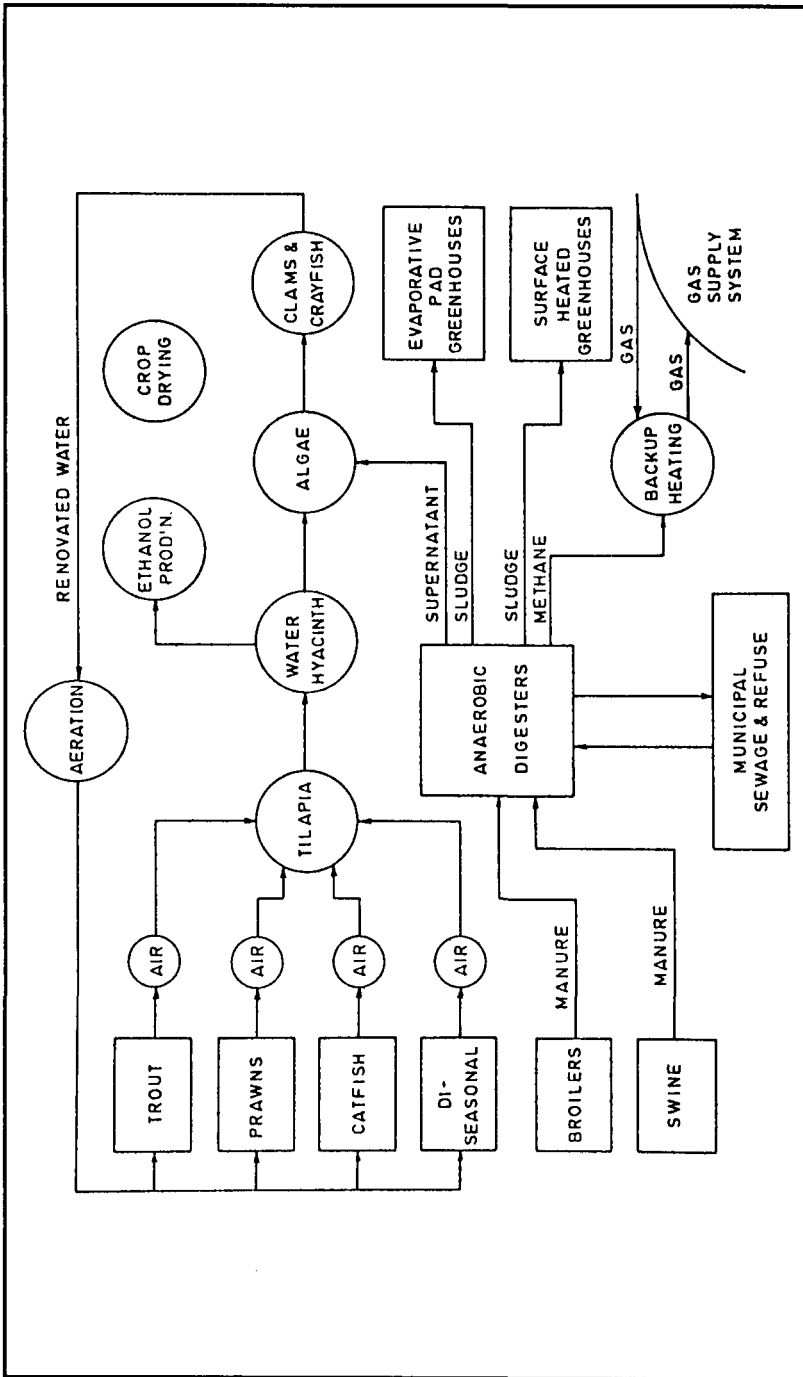 RENOVATED WATER
AERATION
ETHANOL
PROD'N.
CROP
DRYING
TROUT
AIR
PRAWNS
AIR
CATFISH
AIR
DI-
SEASONAL
AIR
TILAPIA
WATER
HYACINTH
ALGAE
CLAMS &
CRAYFISH
SUPERNATANT
SLUDGE
EVAPORATIVE
PAD
GREENHOUSES
SLUDGE
METHANE
SURFACE
HEATED
GREENHOUSES
BROILERS
MANURE
SWINE
MANURE
ANAEROBIC
DIGESTERS
MUNICIPAL
SEWAGE & REFUSE
BACKUP
HEATING
GAS
GAS
GAS
SUPPLY
SYSTEM